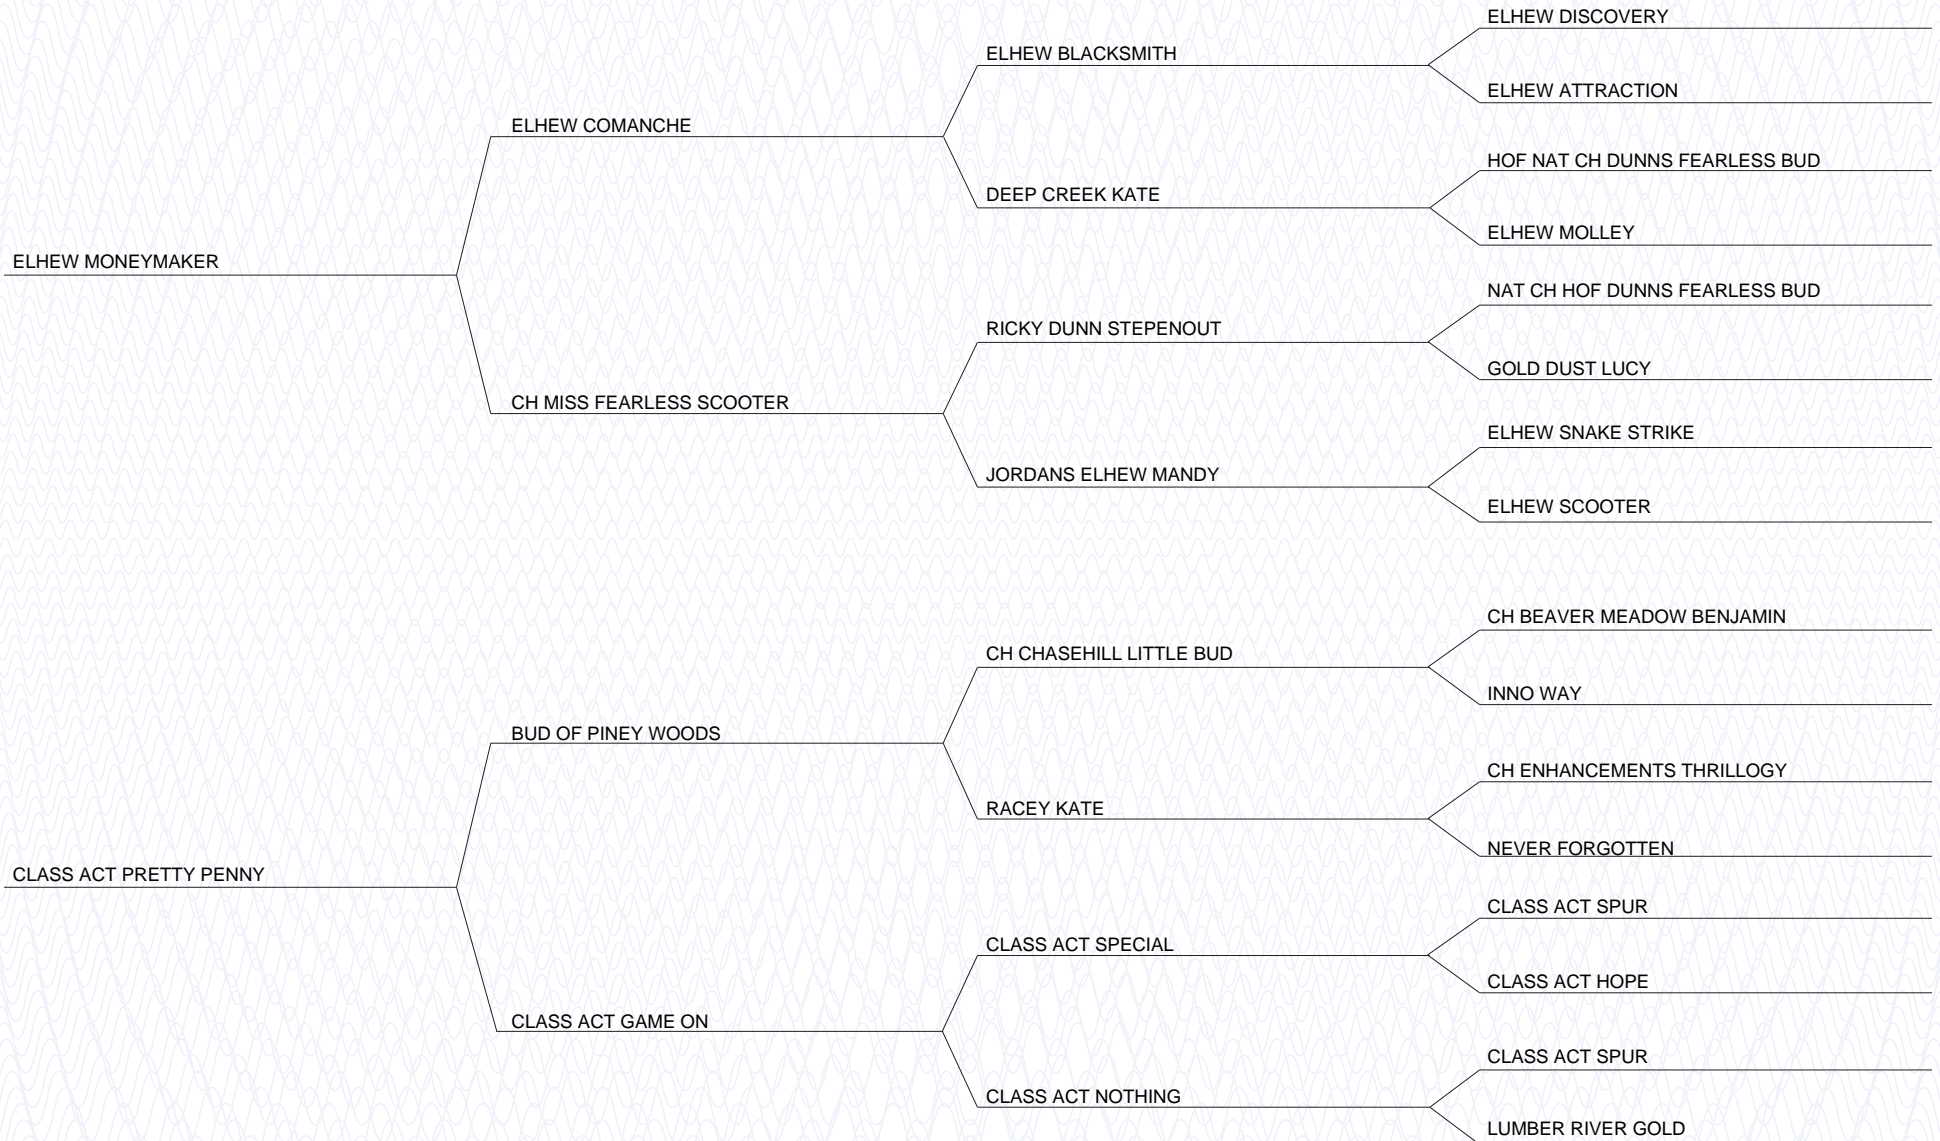 ELHEW DISCOVERY
ELHEW BLACKSMITH
ELHEW ATTRACTION
ELHEW COMANCHE
HOF NAT CH DUNNS FEARLESS BUD
DEEP CREEK KATE
ELHEW MOLLEY
ELHEW MONEYMAKER
NAT CH HOF DUNNS FEARLESS BUD
RICKY DUNN STEPENOUT
GOLD DUST LUCY
CH MISS FEARLESS SCOOTER
ELHEW SNAKE STRIKE
JORDANS ELHEW MANDY
ELHEW SCOOTER
CH BEAVER MEADOW BENJAMIN
CH CHASEHILL LITTLE BUD
INNO WAY
BUD OF PINEY WOODS
CH ENHANCEMENTS THRILLOGY
RACEY KATE
NEVER FORGOTTEN
CLASS ACT PRETTY PENNY
CLASS ACT SPUR
CLASS ACT SPECIAL
CLASS ACT HOPE
CLASS ACT GAME ON
CLASS ACT SPUR
CLASS ACT NOTHING
LUMBER RIVER GOLD